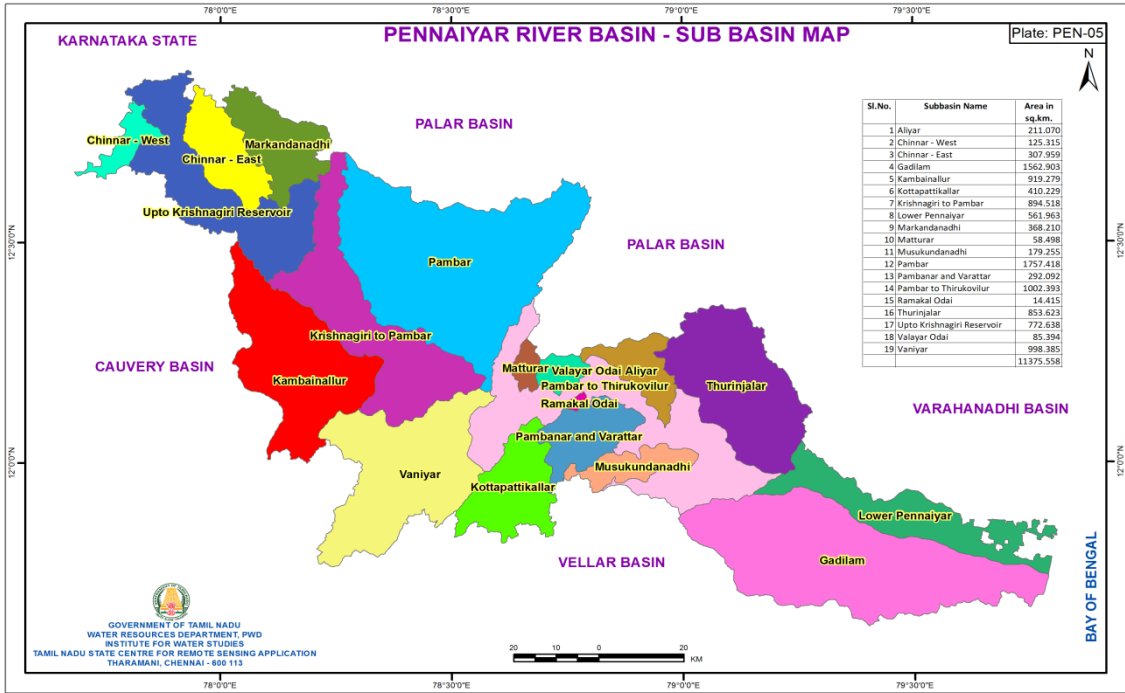 78°0'0"E
78°30'0"E
79°0'0"E
79°30'0"E
PENNAIYAR RIVER BASIN - SUB BASIN MAP
Plate: PEN-05
KARNATAKA STATE
N
PALAR BASIN
Sl.No. Subbasin Name Area in sq.km.
1 Aliyar 211.070
2 Chinnar - West 125.315
3 Chinnar - East 307.959
4 Gadilam 1562.903
5 Kambainallur 919.279
6 Kottapattikallar 410.229
7 Krishnagiri to Pambar 894.518
8 Lower Pennaiyar 561.963
9 Markandanadhi 368.210
10 Matturar 58.498
11 Musukundanadhi 179.255
12 Pambar 1757.418
13 Pambanar and Varattar 292.092
14 Pambar to Thirukovilur 1002.393
15 Ramakal Odai 14.415
16 Thurinjalar 853.623
17 Upto Krishnagiri Reservoir 772.638
18 Valayar Odai 85.394
19 Vaniyar 998.385
11375.558
Chinnar - West
Markandanadhi
Chinnar - East
Upto Krishnagiri Reservoir
12°30'0"N
12°30'0"N
PALAR BASIN
Pambar
Krishnagiri to Pambar
CAUVERY BASIN
Kambainallur
Matturar
Valayar Odai
Aliyar
Pambar to Thirukovilur
Thurinjalar
Ramakal Odai
VARAHANADHI BASIN
Pambanar and Varattar
12°0'0"N
12°0'0"N
Vaniyar
Musukundanadhi
Kottapattikallar
Lower Pennaiyar
VELLAR BASIN
Gadilam
BAY OF BENGAL
GOVERNMENT OF TAMIL NADU
WATER RESOURCES DEPARTMENT, PWD
INSTITUTE FOR WATER STUDIES
TAMIL NADU STATE CENTRE FOR REMOTE SENSING APPLICATION
THARAMANI, CHENNAI - 600 113
20 10 0 20
KM
78°0'0"E
78°30'0"E
79°0'0"E
79°30'0"E